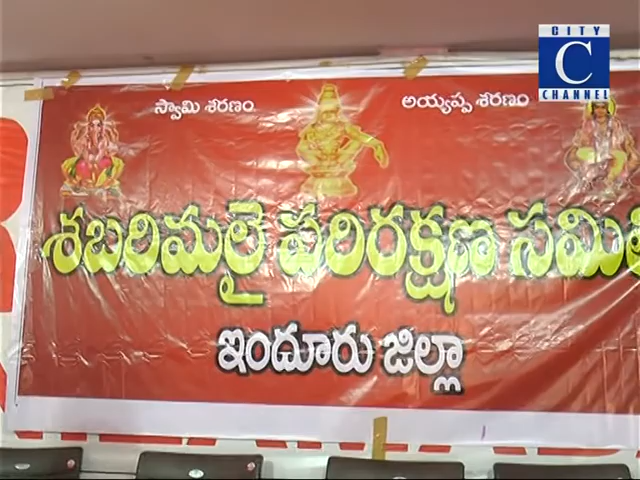 CITY
C
CHANNEL
స్వామి శరణం. అయ్యప్ప శరణం.
శబరిమలై పరిరక్షణ సమితి
ఇందూరు జిల్లా